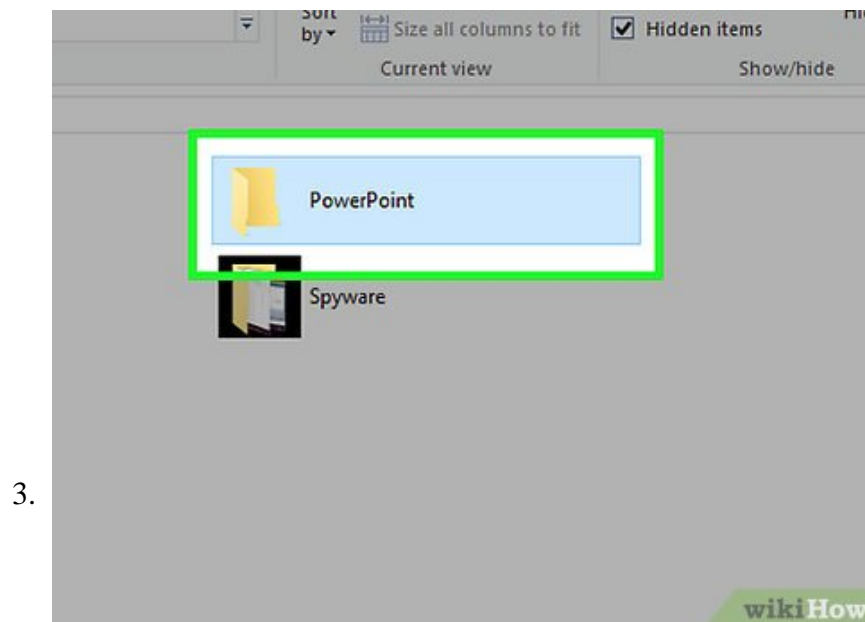 Sort
by
Size all columns to fit
Hidden items
Current view
Show/hide
PowerPoint
Spyware
3.
wikiHow